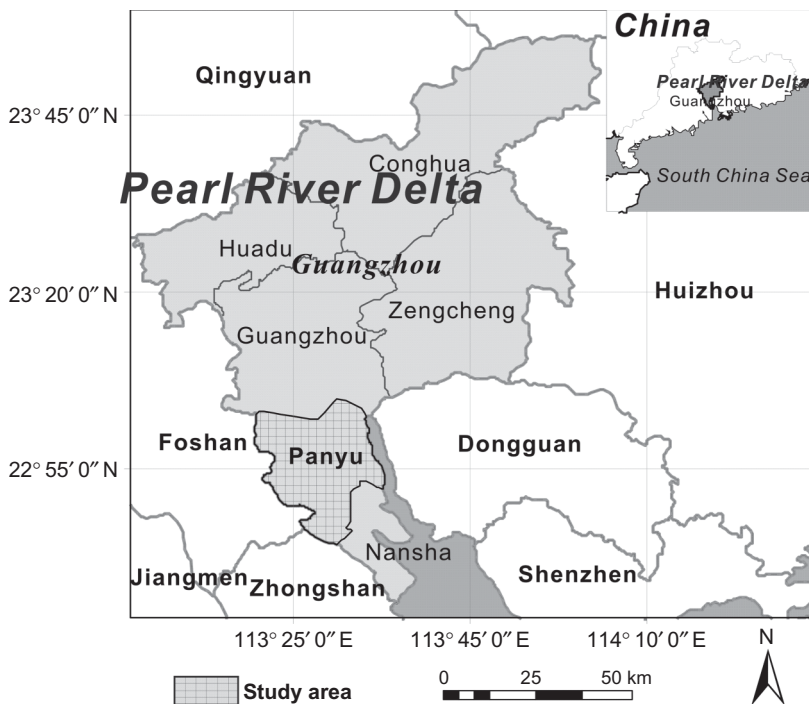 China
Qingyuan
Pearl River Delta
Guangzhou
23° 45′ 0″ N
Conghua
South China Sea
Pearl River Delta
Huadu
Guangzhou
23° 20′ 0″ N
Huizhou
Zengcheng
Guangzhou
Foshan
Panyu
Dongguan
22° 55′ 0″ N
Nansha
Jiangmen
Zhongshan
Shenzhen
113° 25′ 0″ E
113° 45′ 0″ E
114° 10′ 0″ E
N
Study area
0 25 50 km